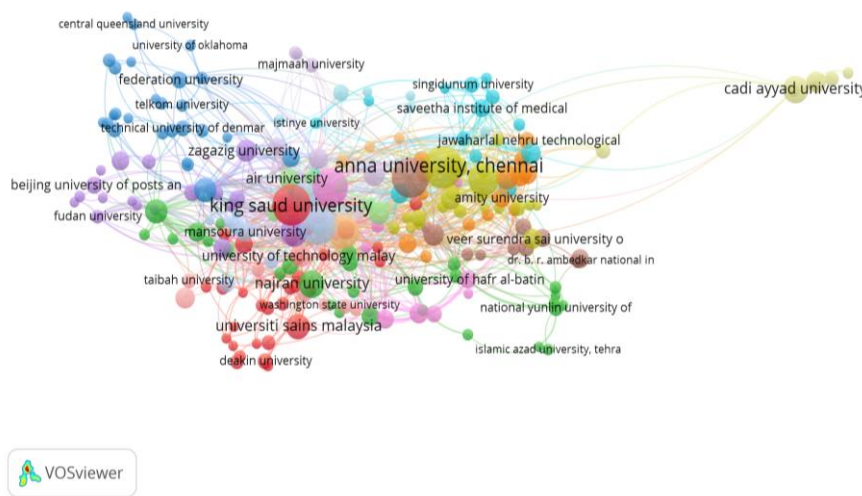 central queensland university
university of oklahoma
majmaah university
federation university
singidunum university
cadi ayyad university
telkom university
saveetha institute of medical
technical university of denmar
istinye university
jawaharlal nehru technological
zagazig university
anna university, chennai
beijing university of posts an
air university
amity university
fudan university
king saud university
mansoura university
veer surendra sai university o
university of technology malay
dr. b. r. ambedkar national in
taibah university
najran university
university of hafr al-batin
washington state university
national yunlin university of
universiti sains malaysia
islamic azad university, tehra
deakin university
VOSviewer